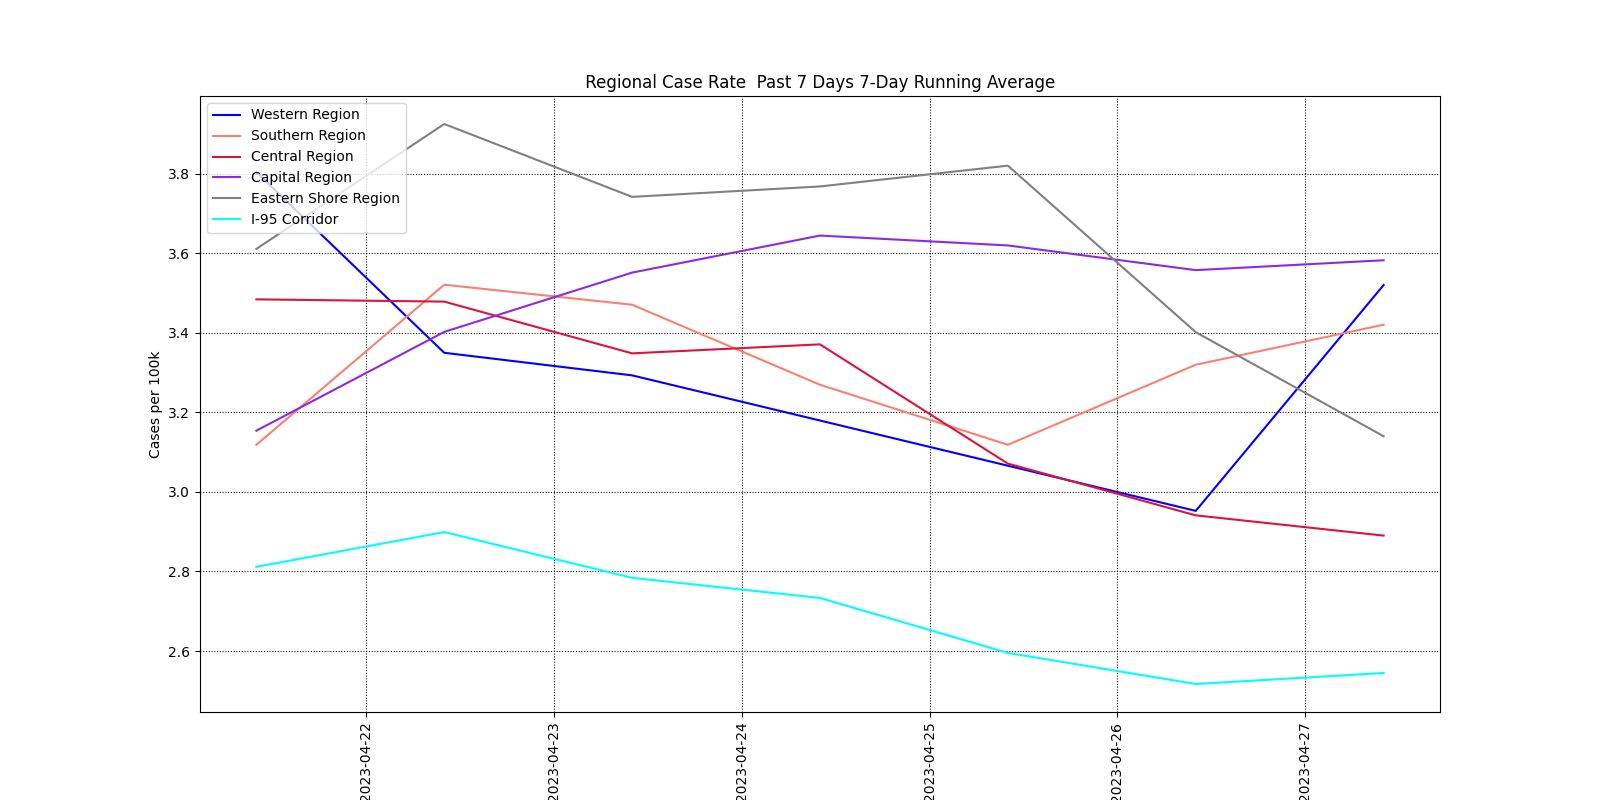 Regional Case Rate  Past 7 Days 7-Day Running Average
Western Region
Southern Region
Central Region
Capital Region
Eastern Shore Region
I-95 Corridor
Cases per 100k
3.8
3.6
3.4
3.2
3.0
2.8
2.6
2023-04-22
2023-04-23
2023-04-24
2023-04-25
2023-04-26
2023-04-27